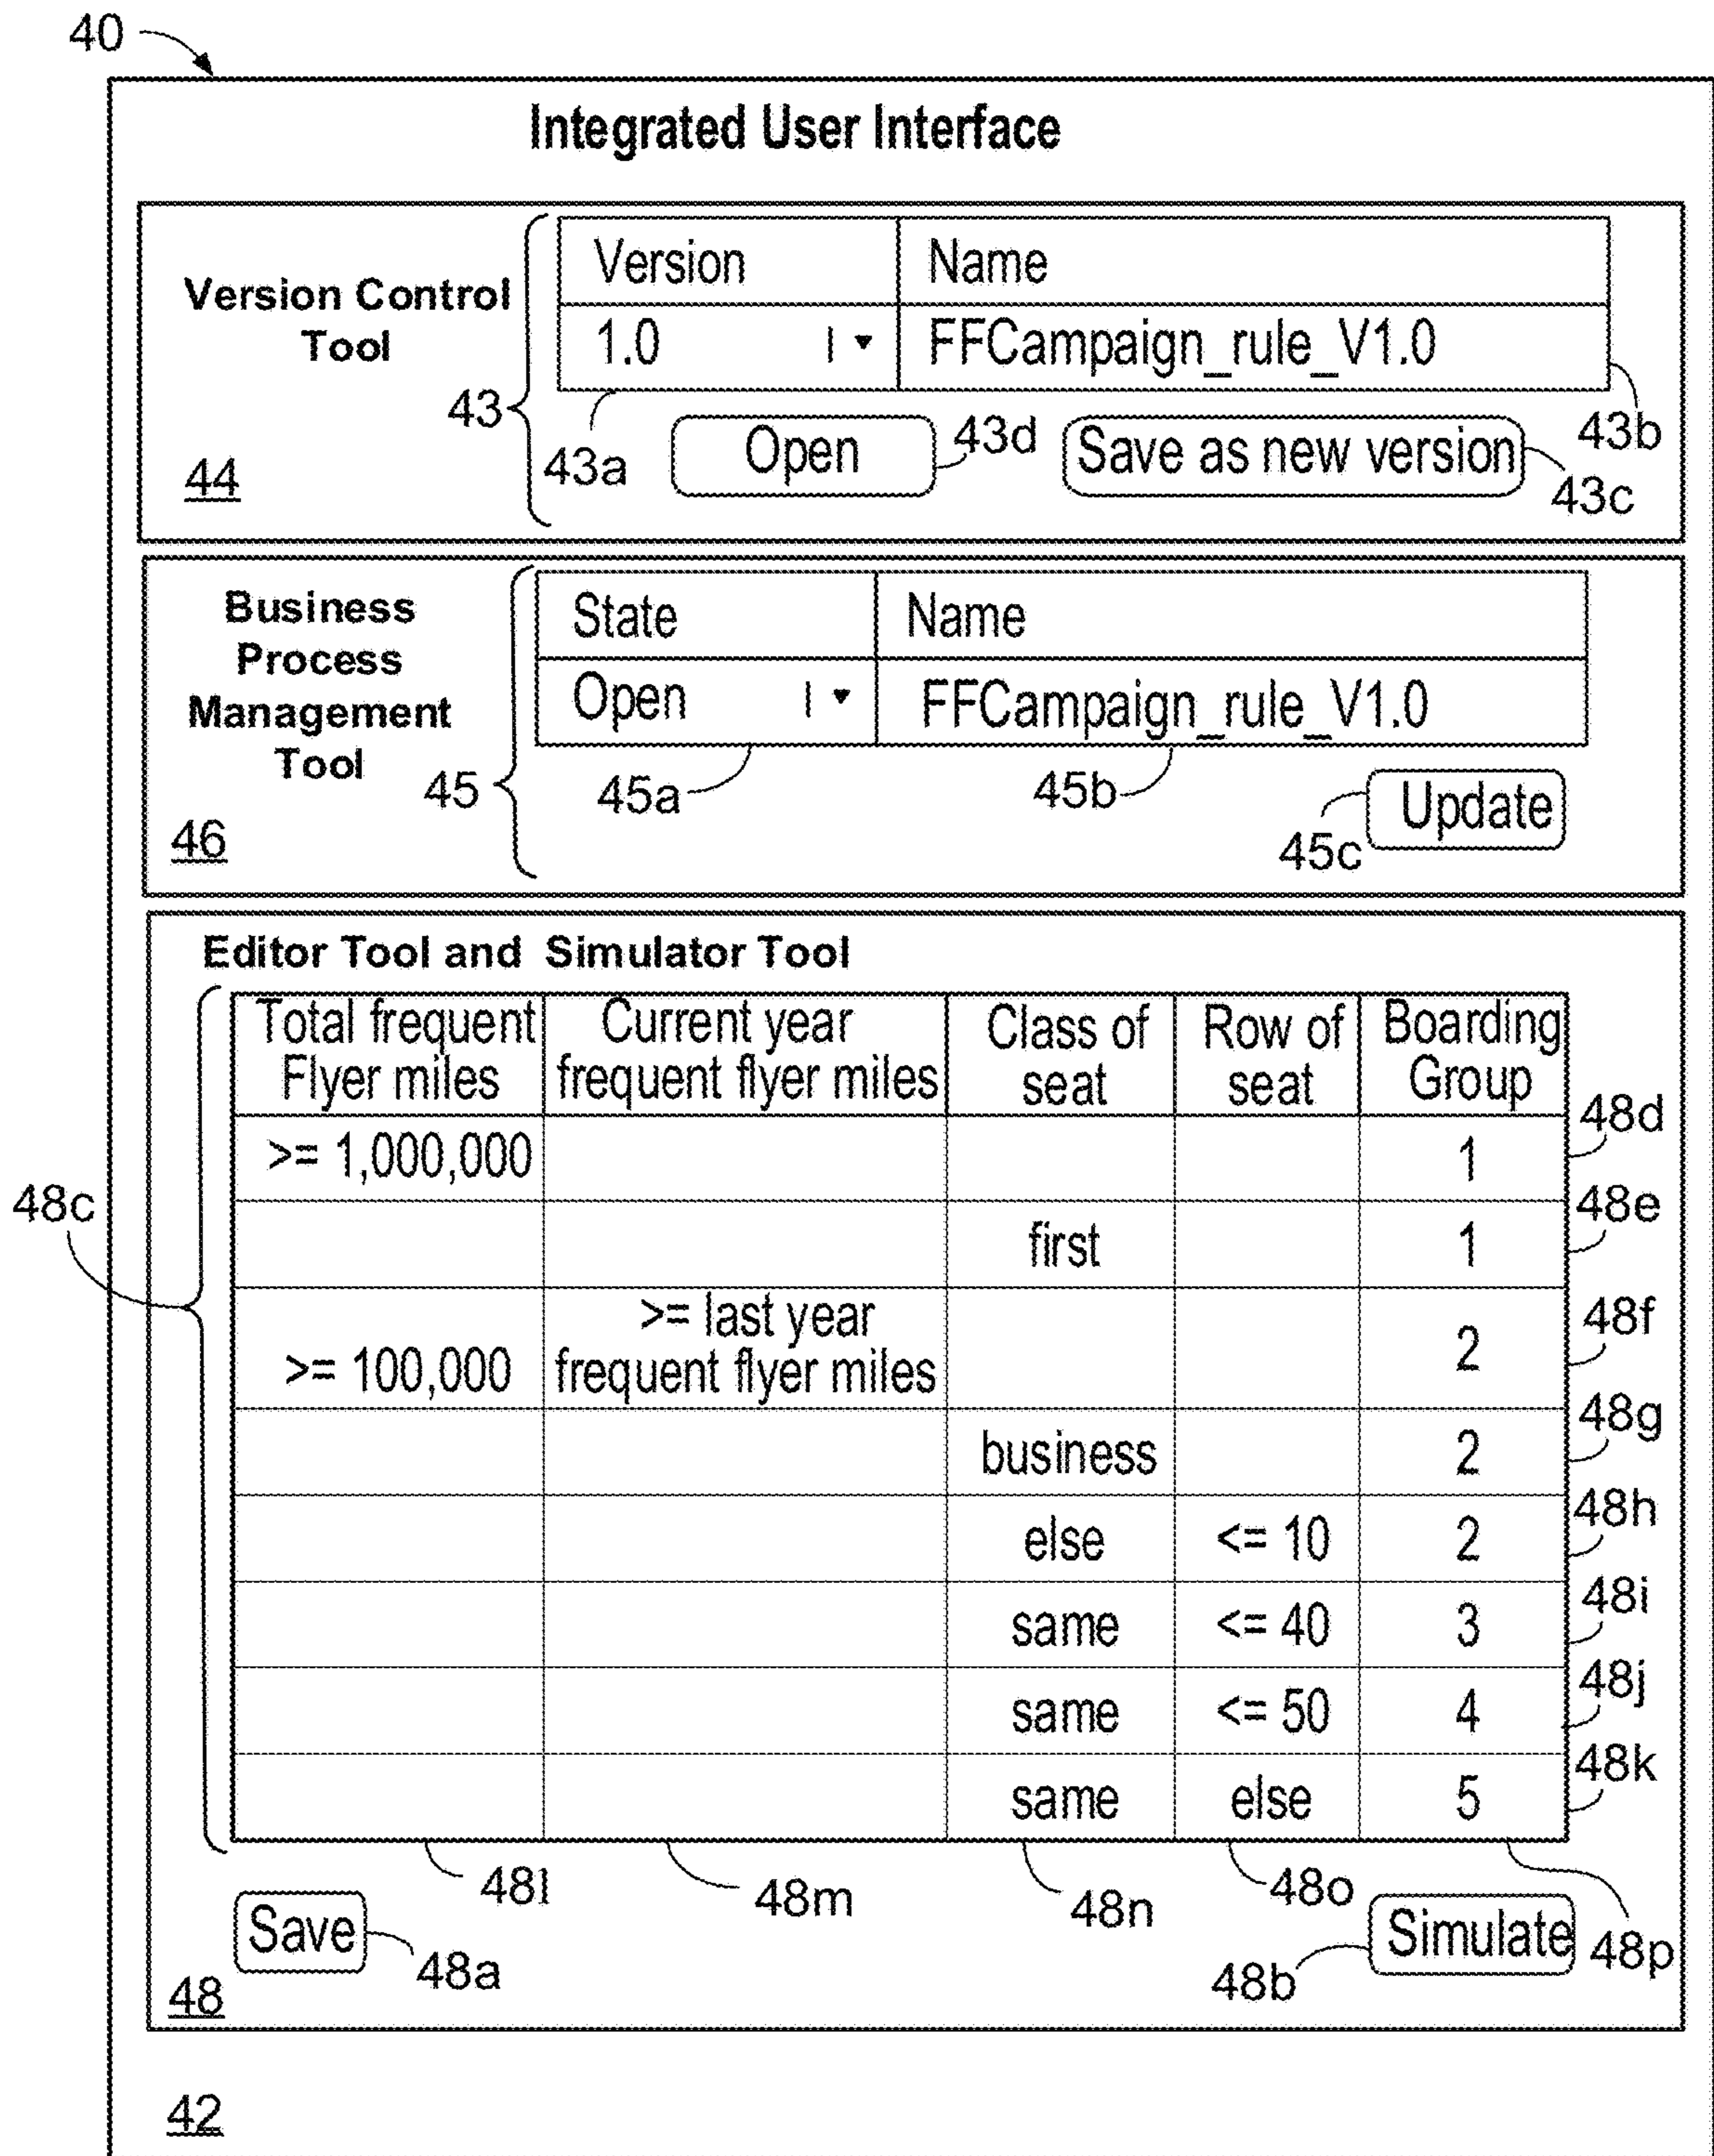 40
Integrated User Interface
Version Control
Tool
Version Name
1.0 FFCampaign_rule_V1.0
43
43a
Open
43d
Save as new version
43b
43c
44
Business
Process
Management
Tool
State Name
Open FFCampaign_rule_V1.0
45
45a
45b
45c
Update
46
Editor Tool and Simulator Tool
Total frequent
Flyer miles
Current year
frequent flyer miles
Class of
seat
Row of
seat
Boarding
Group
>= 1,000,000 1
48d
first 1
48e
48c
>= 100,000
>= last year
frequent flyer miles
2
48f
business 2
48g
else <= 10 2
48h
same <= 40 3
48i
same <= 50 4
48j
same else 5
48k
48l
48m
48n
48o
48p
Save
48a
48b
Simulate
48
42